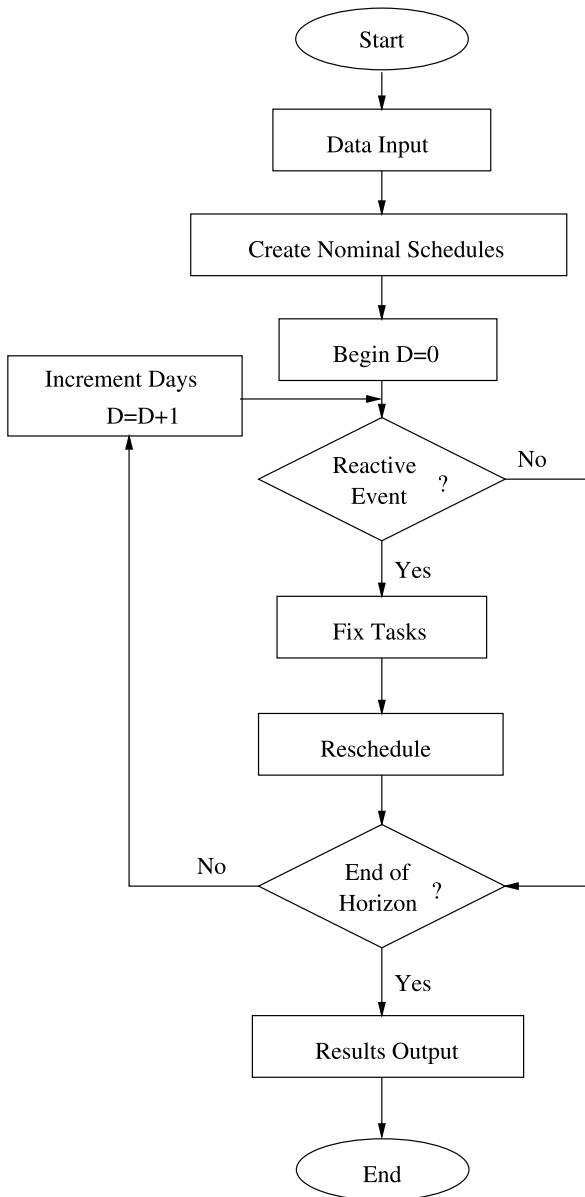 Start
Data Input
Create Nominal Schedules
Begin D=0
Increment Days
D=D+1
Reactive
Event ?
No
Yes
Fix Tasks
Reschedule
No
End of
Horizon ?
Yes
Results Output
End